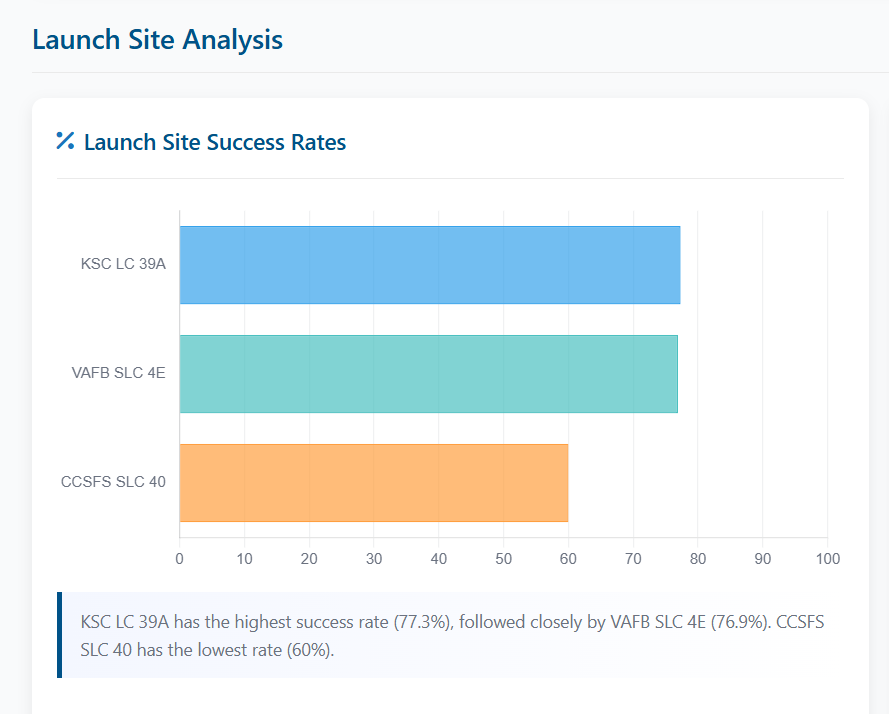 Launch Site Analysis
Launch Site Success Rates
KSC LC 39A
VAFB SLC 4E
CCSFS SLC 40
0 10 20 30 40 50 60 70 80 90 100
KSC LC 39A has the highest success rate (77.3%), followed closely by VAFB SLC 4E (76.9%). CCSFS
SLC 40 has the lowest rate (60%).